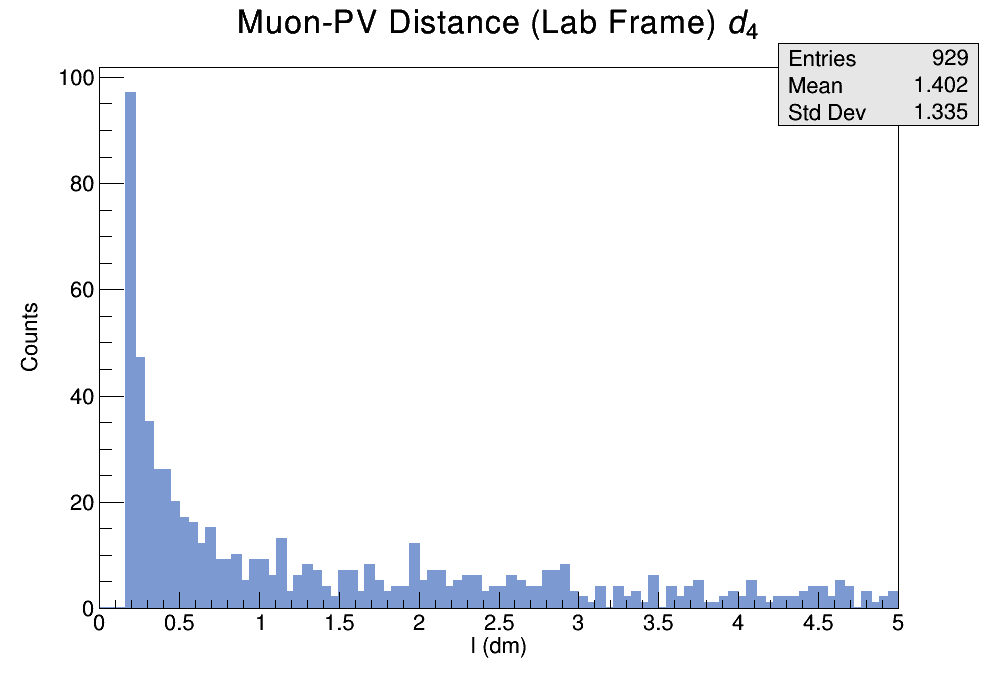 Muon-PV Distance (Lab Frame) d₄
Entries 929
Mean 1.402
Std Dev 1.335
100
80
60
40
20
0
Counts
0 0.5 1 1.5 2 2.5 3 3.5 4 4.5 5
l (dm)